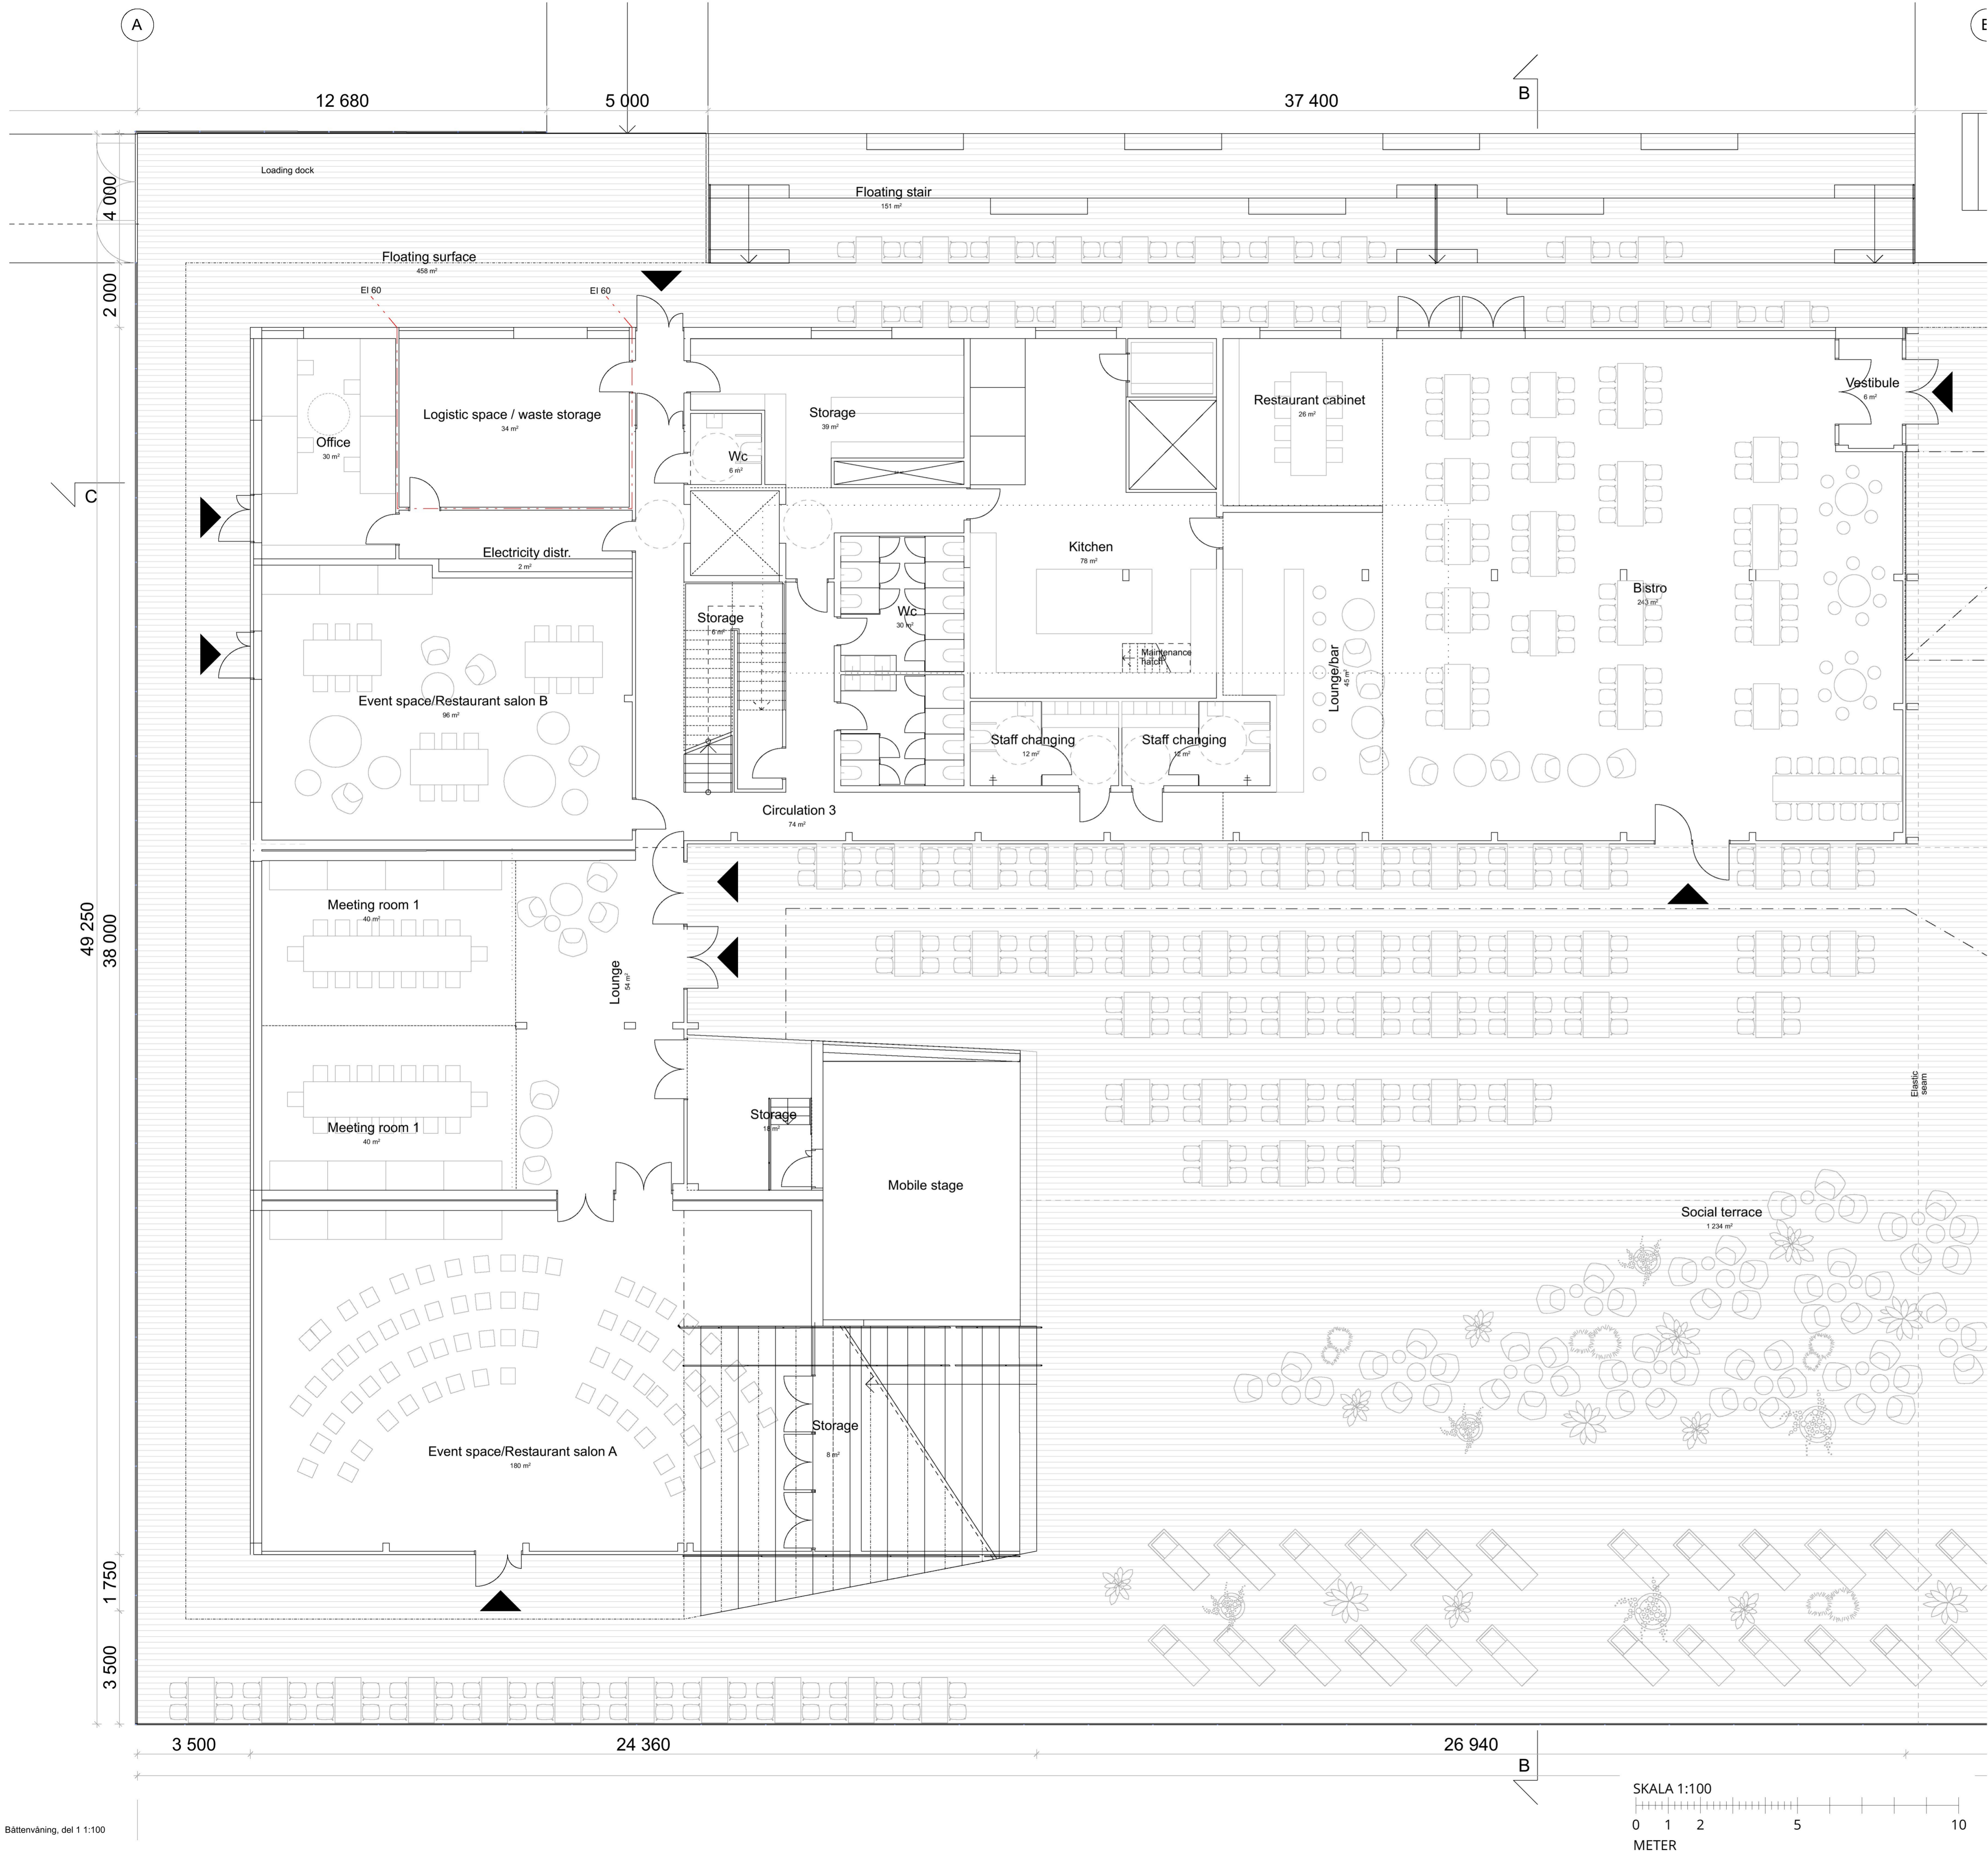 A
12 680
5 000
37 400
B
4 000
Loading dock
Floating stair
151 m²
Floating surface
458 m²
2 000
EI 60
EI 60
Vestibule
6 m²
Restaurant cabinet
26 m²
Logistic space / waste storage
34 m²
Storage
39 m²
Office
30 m²
Wc
6 m²
C
Electricity distr.
2 m²
Kitchen
78 m²
Bistro
243 m²
Storage
6 m²
Wc
30 m²
Maintenance
hatch
Lounge/bar
45 m²
Event space/Restaurant salon B
96 m²
Staff changing
12 m²
Staff changing
12 m²
Circulation 3
74 m²
Meeting room 1
40 m²
49 250
38 000
Lounge
54 m²
Elastic
seam
Storage
18 m²
Meeting room 1
40 m²
Mobile stage
Social terrace
1 234 m²
Storage
8 m²
Event space/Restaurant salon A
180 m²
1 750
3 500
3 500
24 360
26 940
B
SKALA 1:100
0 1 2 5 10
METER
Båttenvåning, del 1 1:100